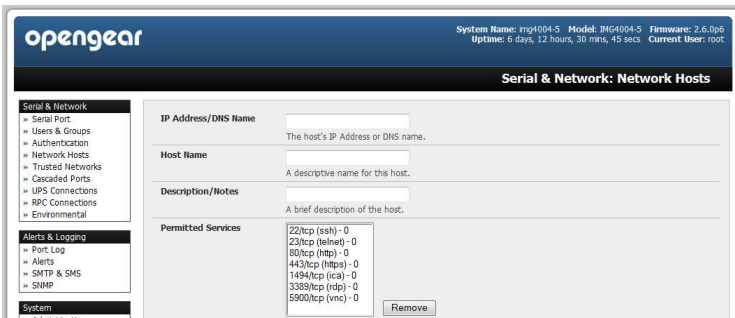 opengear
System Name: img4004-5 Model: IMG4004-5 Firmware: 2.6.0p6
Uptime: 6 days, 12 hours, 30 mins, 45 secs Current User: root
Serial & Network: Network Hosts
Serial & Network
» Serial Port
» Users & Groups
» Authentication
» Network Hosts
» Trusted Networks
» Cascaded Ports
» UPS Connections
» RPC Connections
» Environmental
Alerts & Logging
» Port Log
» Alerts
» SMTP & SMS
» SNMP
System
IP Address/DNS Name
The host's IP Address or DNS name.
Host Name
A descriptive name for this host.
Description/Notes
A brief description of the host.
Permitted Services
22/tcp (ssh) - 0
23/tcp (telnet) - 0
80/tcp (http) - 0
443/tcp (https) - 0
1494/tcp (ica) - 0
3389/tcp (rdp) - 0
5900/tcp (vnc) - 0
Remove